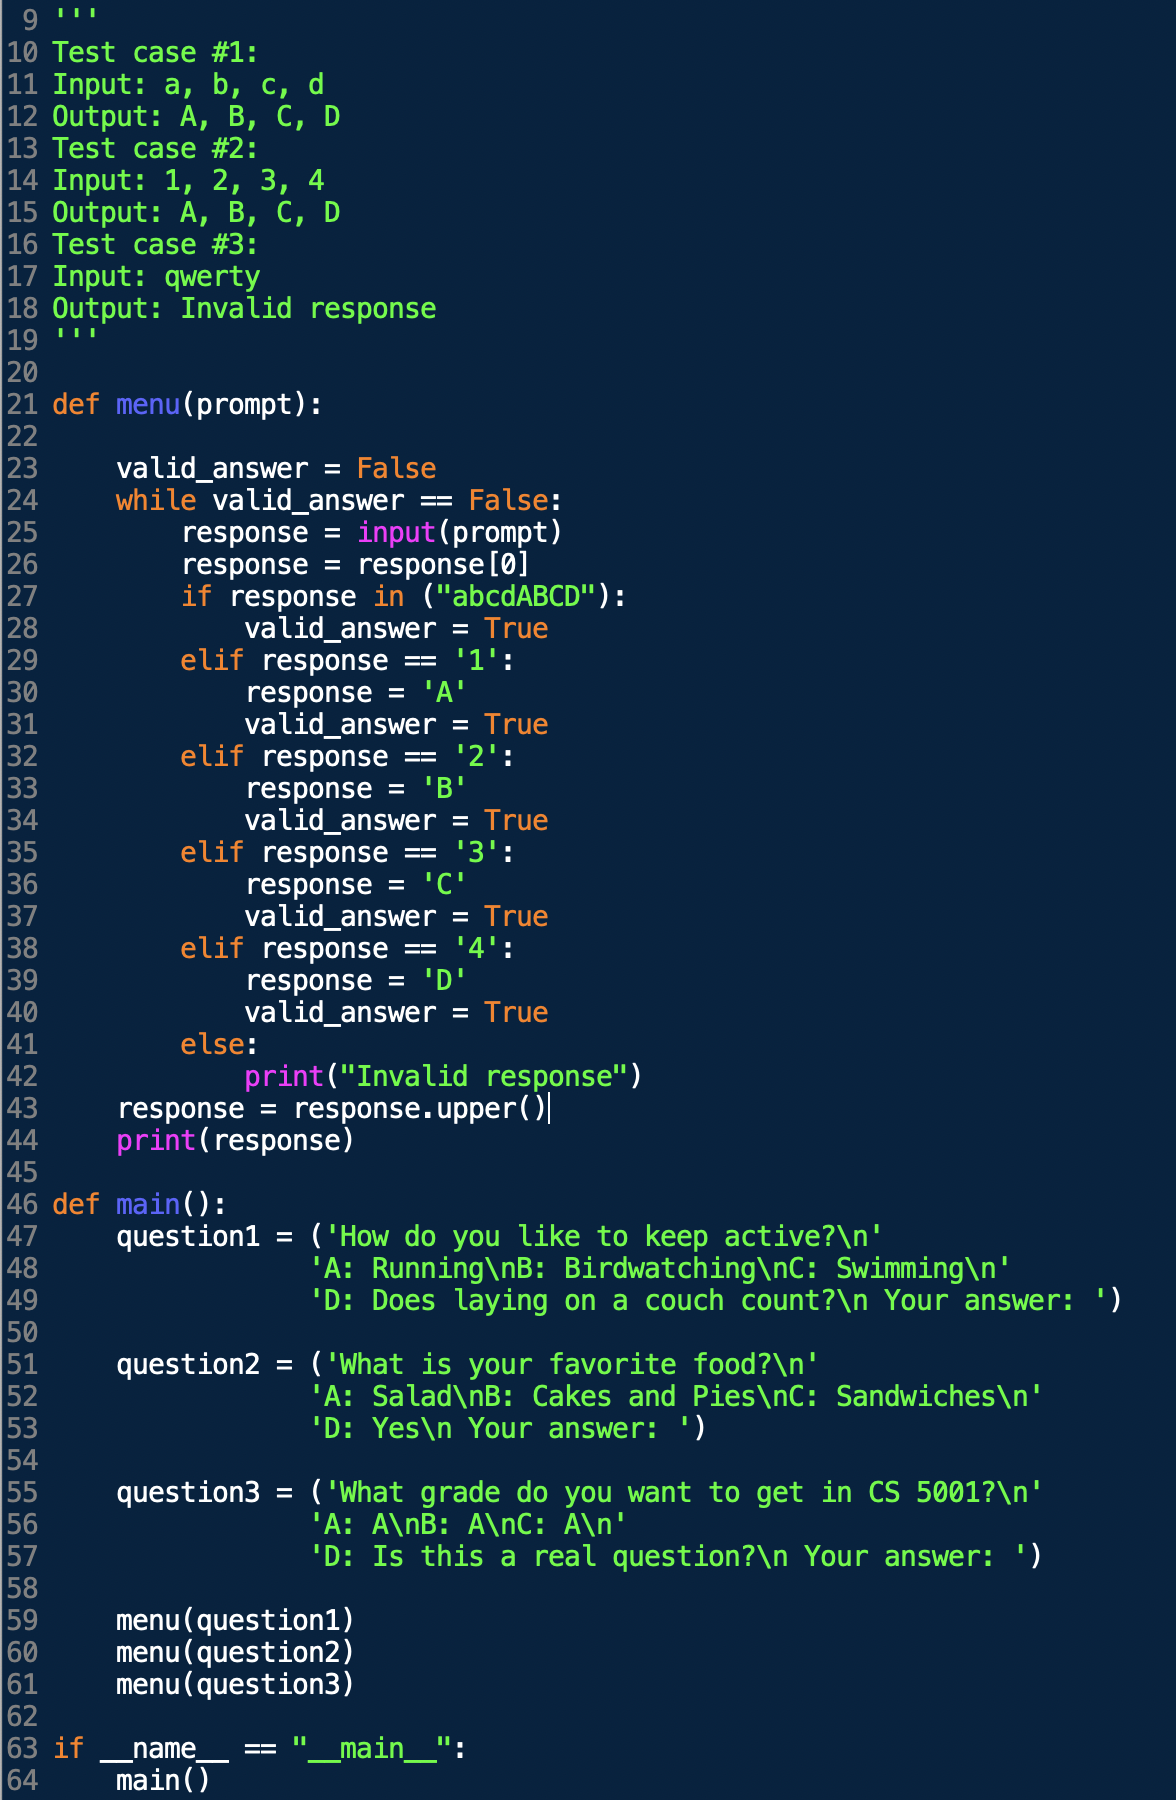 9 '''
10 Test case #1:
11 Input: a, b, c, d
12 Output: A, B, C, D
13 Test case #2:
14 Input: 1, 2, 3, 4
15 Output: A, B, C, D
16 Test case #3:
17 Input: qwerty
18 Output: Invalid response
19 '''
20
21 def menu(prompt):
22
23     valid_answer = False
24     while valid_answer == False:
25         response = input(prompt)
26         response = response[0]
27         if response in ("abcdABCD"):
28             valid_answer = True
29         elif response == '1':
30             response = 'A'
31             valid_answer = True
32         elif response == '2':
33             response = 'B'
34             valid_answer = True
35         elif response == '3':
36             response = 'C'
37             valid_answer = True
38         elif response == '4':
39             response = 'D'
40             valid_answer = True
41         else:
42             print("Invalid response")
43     response = response.upper()
44     print(response)
45
46 def main():
47     question1 = ('How do you like to keep active?\n'
48                 'A: Running\nB: Birdwatching\nC: Swimming\n'
49                 'D: Does laying on a couch count?\n Your answer: ')
50
51     question2 = ('What is your favorite food?\n'
52                 'A: Salad\nB: Cakes and Pies\nC: Sandwiches\n'
53                 'D: Yes\n Your answer: ')
54
55     question3 = ('What grade do you want to get in CS 5001?\n'
56                 'A: A\nB: A\nC: A\n'
57                 'D: Is this a real question?\n Your answer: ')
58
59     menu(question1)
60     menu(question2)
61     menu(question3)
62
63 if __name__ == "__main__":
64     main()